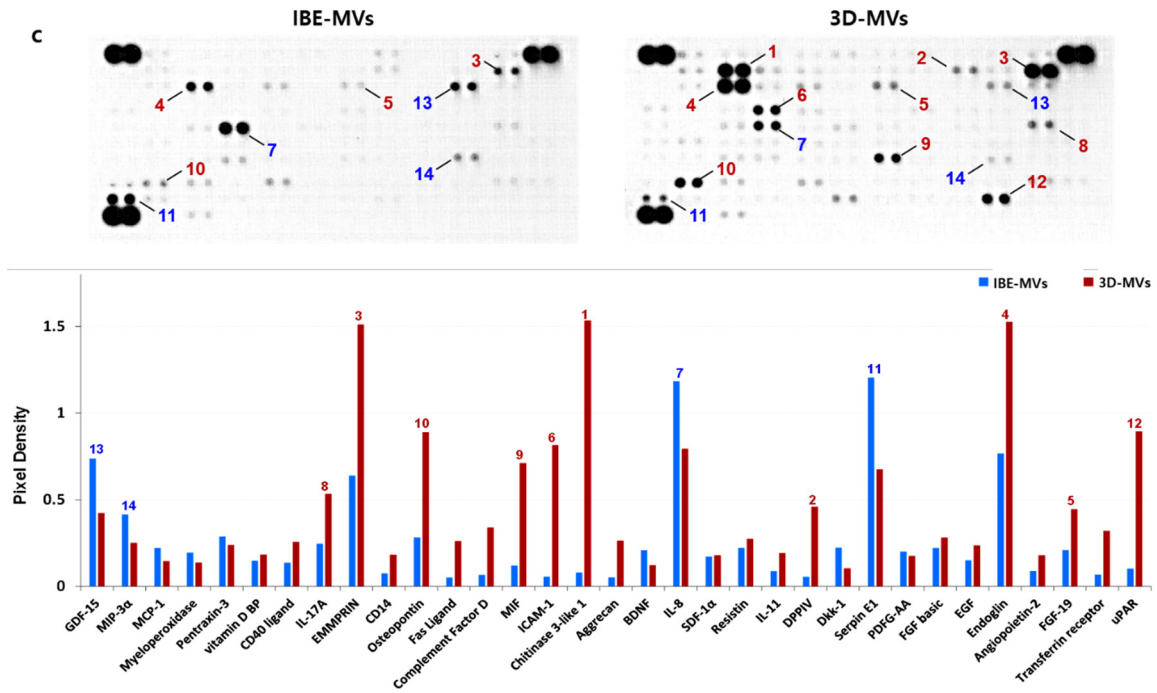 C
IBE-MVs
3D-MVs
3
4
5
13
7
14
10
11
1
2
3
4
5
6
7
8
9
10
11
12
13
14
IBE-MVs
3D-MVs
Pixel Density
1.5
1
0.5
0
13
14
8
3
10
9
6
1
7
2
11
4
5
12
GDF-15
MIP-3α
MCP-1
Myeloperoxidase
Pentraxin-3
vitamin D BP
CD40 ligand
IL-17A
EMMPRIN
CD14
Osteopontin
Fas Ligand
Complement Factor D
MIF
ICAM-1
Chitinase 3-like 1
Aggrecan
BDNF
IL-8
SDF-1α
Resistin
IL-11
DPPIV
Dkk-1
Serpin E1
PDFG-AA
FGF basic
EGF
Endoglin
Angiopoietin-2
FGF-19
Transferrin receptor
uPAR